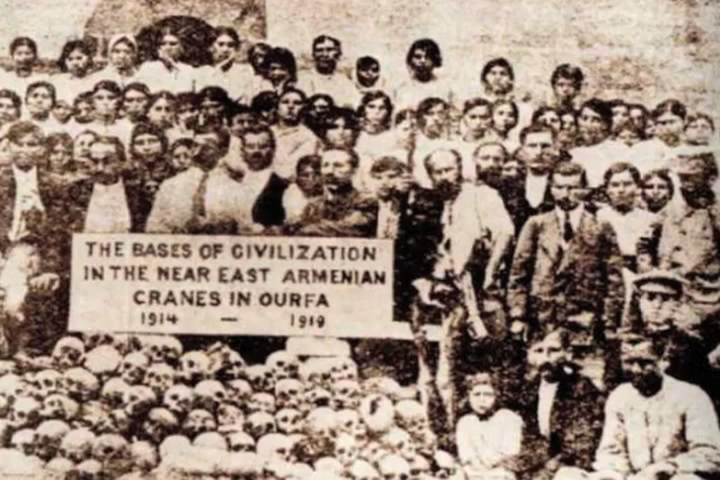 THE BASES OF CIVILIZATION
IN THE NEAR EAST ARMENIAN
CRANES IN OURFA
1914 — 1919